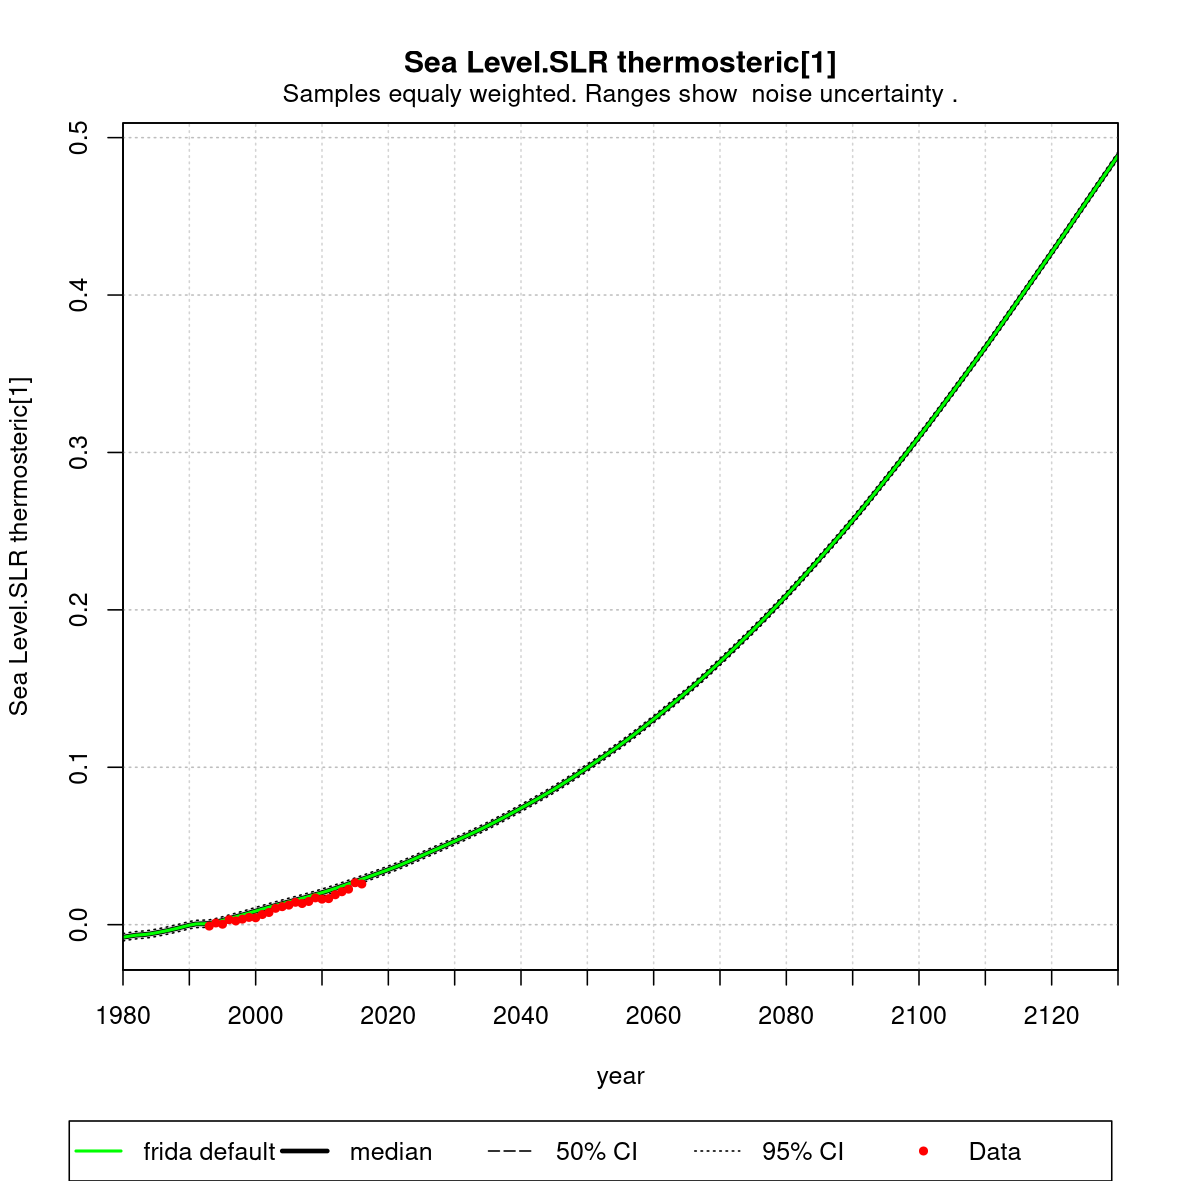 Sea Level.SLR thermosteric[1]
Samples equaly weighted. Ranges show  noise uncertainty .
Sea Level.SLR thermosteric[1]
0.5
0.4
0.3
0.2
0.1
0.0
1980 2000 2020 2040 2060 2080 2100 2120
year
frida default median 50% CI 95% CI Data